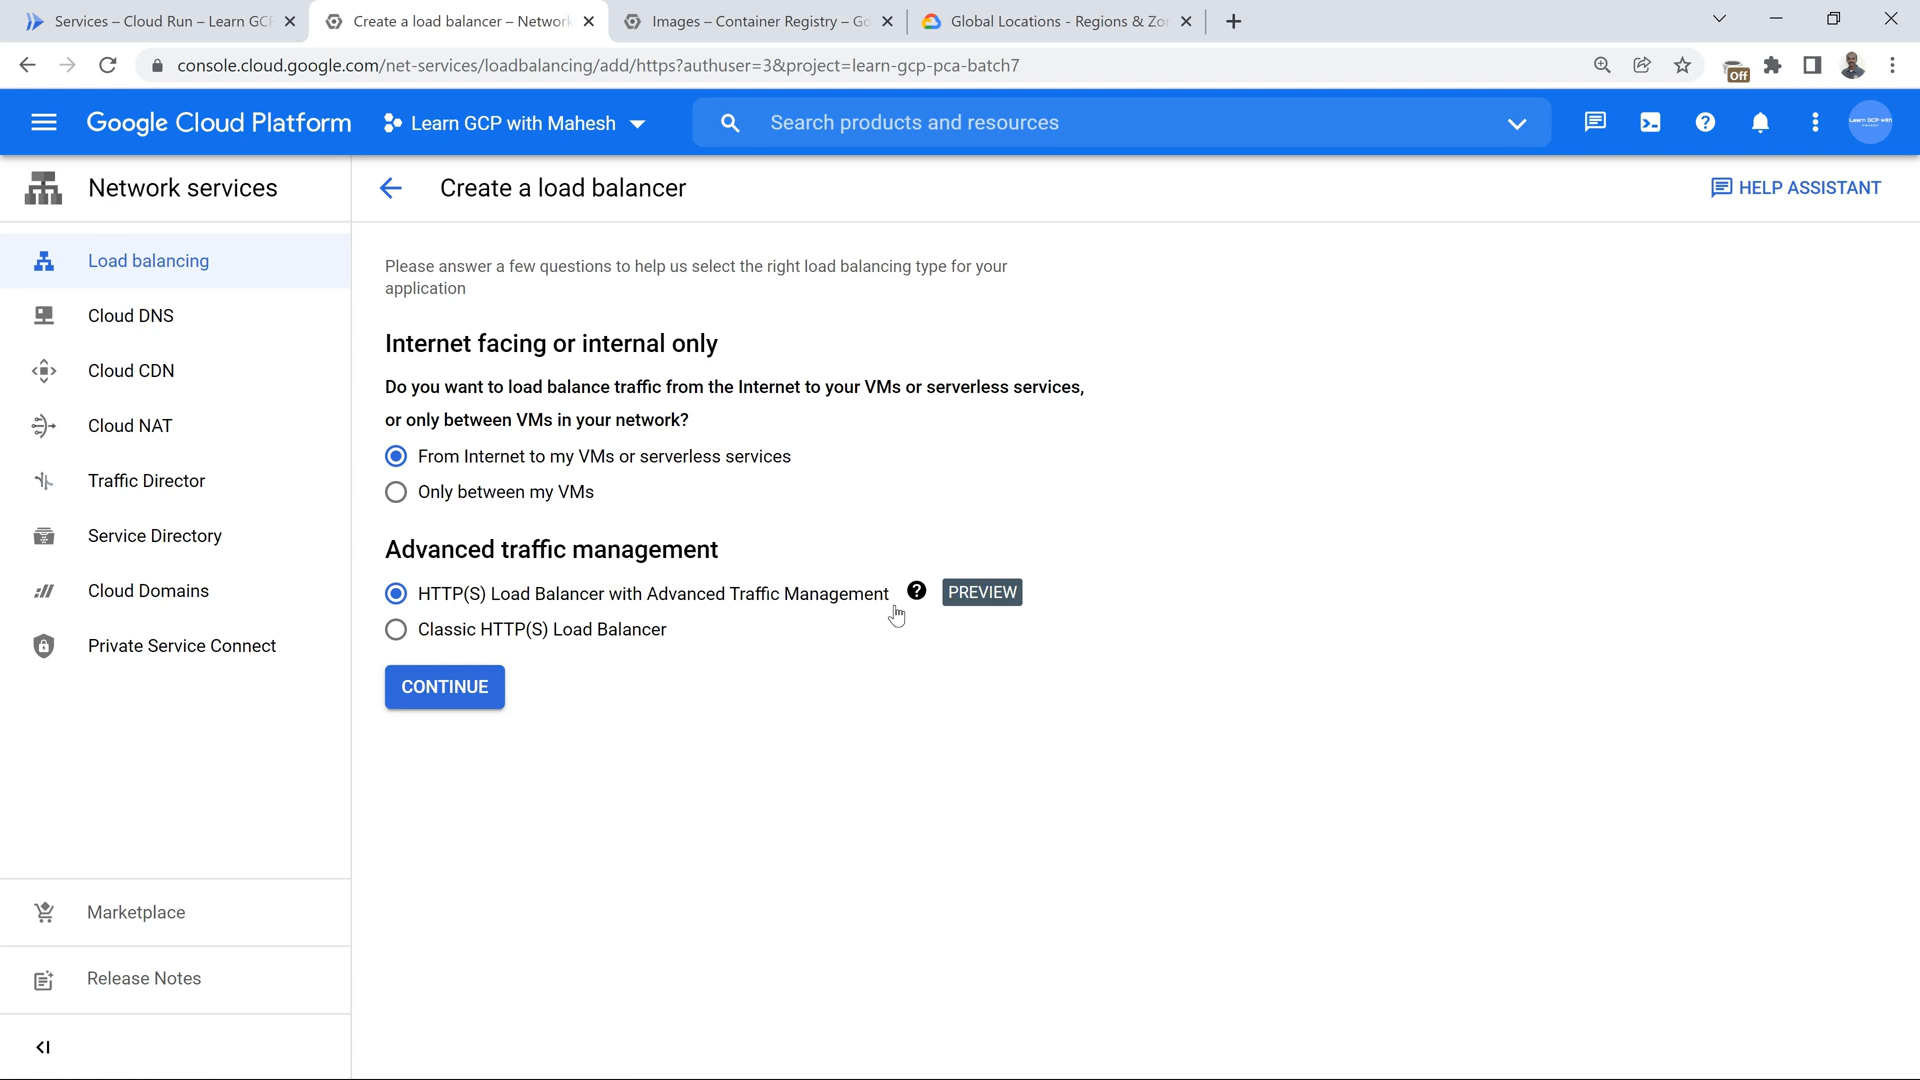 Services – Cloud Run – Learn GCP
Create a load balancer – Network
Images – Container Registry – Go
Global Locations - Regions & Zo
console.cloud.google.com/net-services/loadbalancing/add/https?authuser=3&project=learn-gcp-pca-batch7
Off
Google Cloud Platform
Learn GCP with Mahesh
Search products and resources
Learn GCP with
Network services
Create a load balancer
HELP ASSISTANT
Load balancing
Cloud DNS
Cloud CDN
Cloud NAT
Traffic Director
Service Directory
Cloud Domains
Private Service Connect
Marketplace
Release Notes
Please answer a few questions to help us select the right load balancing type for your
application
Internet facing or internal only
Do you want to load balance traffic from the Internet to your VMs or serverless services,
or only between VMs in your network?
From Internet to my VMs or serverless services
Only between my VMs
Advanced traffic management
HTTP(S) Load Balancer with Advanced Traffic Management
PREVIEW
Classic HTTP(S) Load Balancer
CONTINUE